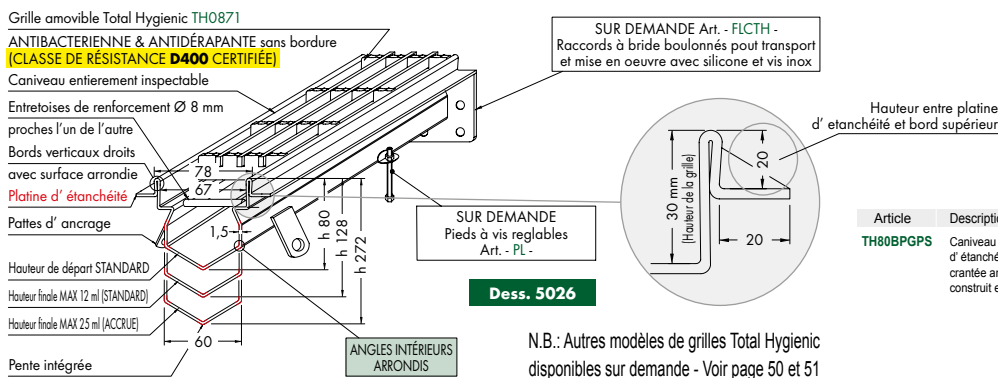 Grille amovible Total Hygienic TH0871
ANTIBACTERIENNE & ANTIDÉRAPANTE sans bordure
(CLASSE DE RÉSISTANCE D400 CERTIFIÉE)
Caniveau entierement inspectable
Entretoises de renforcement Ø 8 mm
proches l'un de l'autre
Bords verticaux droits
avec surface arrondie
Platine d' étanchéité
Pattes d' ancrage
Hauteur de départ STANDARD
Hauteur finale MAX 12 ml (STANDARD)
Hauteur finale MAX 25 ml (ACCRUE)
Pente intégrée
78
67
1,5
h 80
h 128
h 272
60
ANGLES INTÉRIEURS
ARRONDIS
SUR DEMANDE Art. - FLCTH -
Raccords à bride boulonnés pout transport
et mise en oeuvre avec silicone et vis inox
SUR DEMANDE
Pieds à vis reglables
Art. - PL -
Dess. 5026
30 mm
(Hauteur de la grille)
20
20
Hauteur entre platine
d' etanchéité et bord supérieur
N.B.: Autres modèles de grilles Total Hygienic
disponibles sur demande - Voir page 50 et 51
Article Descripti
TH80BPGPS Caniveau
d' étanché
crantée a
construit e